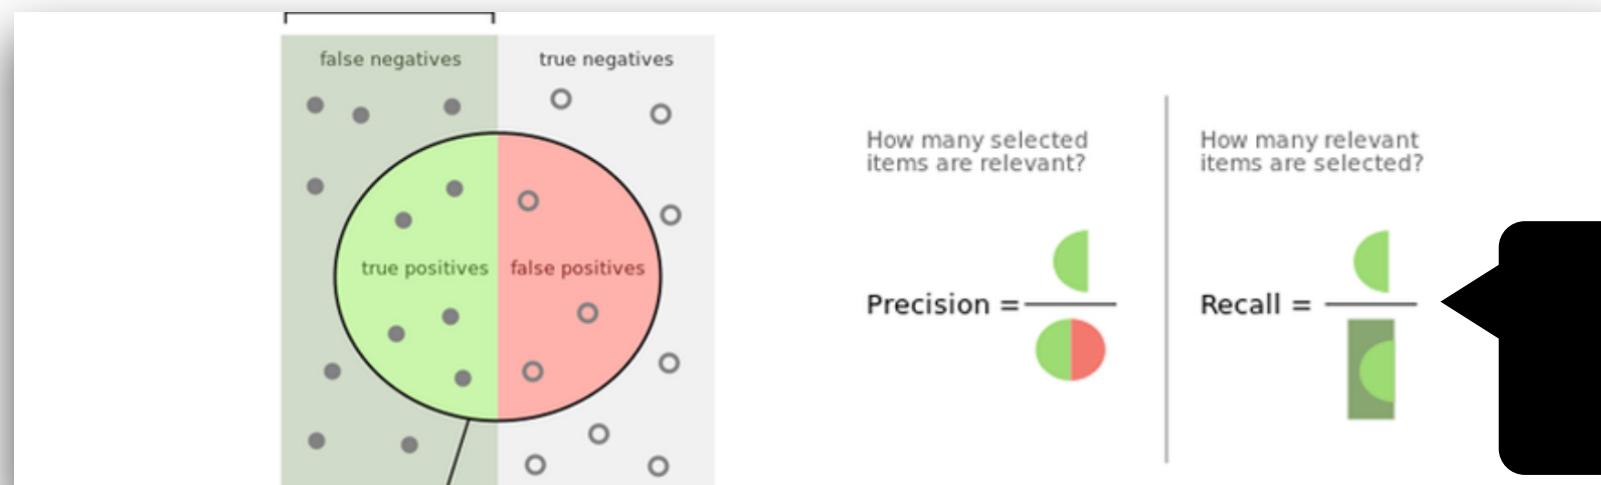 false negatives
true negatives
true positives
false positives
How many selected
items are relevant?
Precision =
How many relevant
items are selected?
Recall =